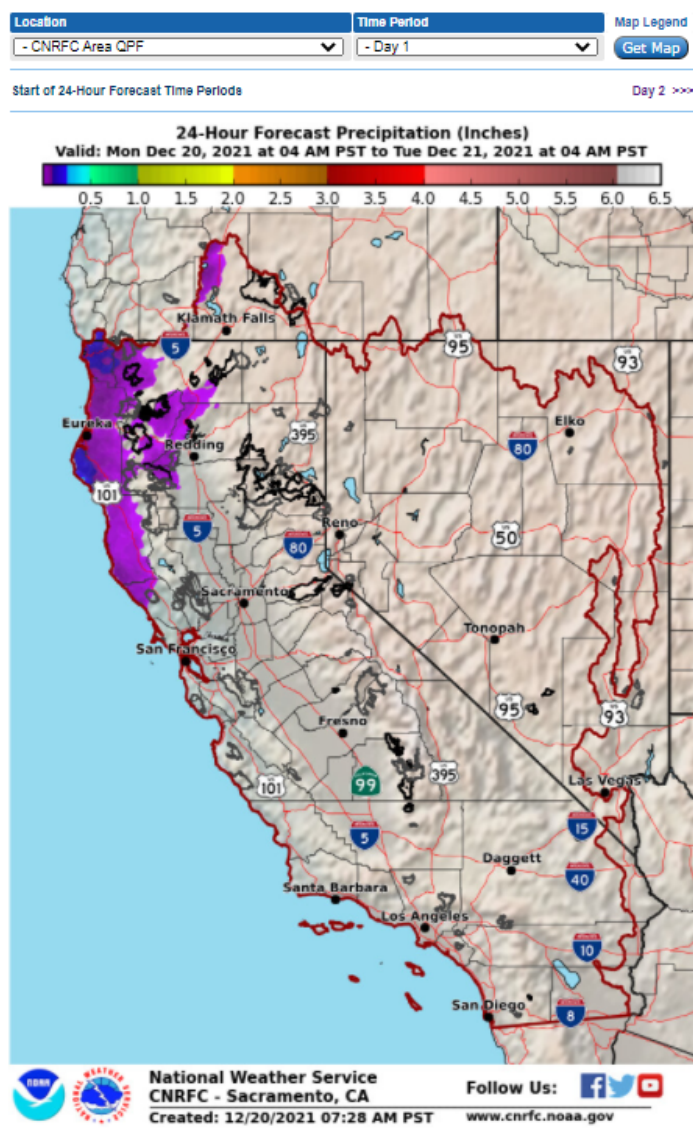 Location Time Period Map Legend
- CNRFC Area QPF - Day 1 Get Map
Start of 24-Hour Forecast Time Periods Day 2 >>>
24-Hour Forecast Precipitation (Inches)
Valid: Mon Dec 20, 2021 at 04 AM PST to Tue Dec 21, 2021 at 04 AM PST
0.5 1.0 1.5 2.0 2.5 3.0 3.5 4.0 4.5 5.0 5.5 6.0 6.5
Klamath Falls
5
95
93
Eureka
Elko
Redding
395
80
101
5
Reno
50
80
Sacramento
Tonopah
San Francisco
95
93
Fresno
395
Las Vegas
101
99
15
5
Daggett
40
Santa Barbara
Los Angeles
10
San Diego
8
NOAA
National Weather Service
CNRFC - Sacramento, CA
Created: 12/20/2021 07:28 AM PST
Follow Us:
www.cnrfc.noaa.gov